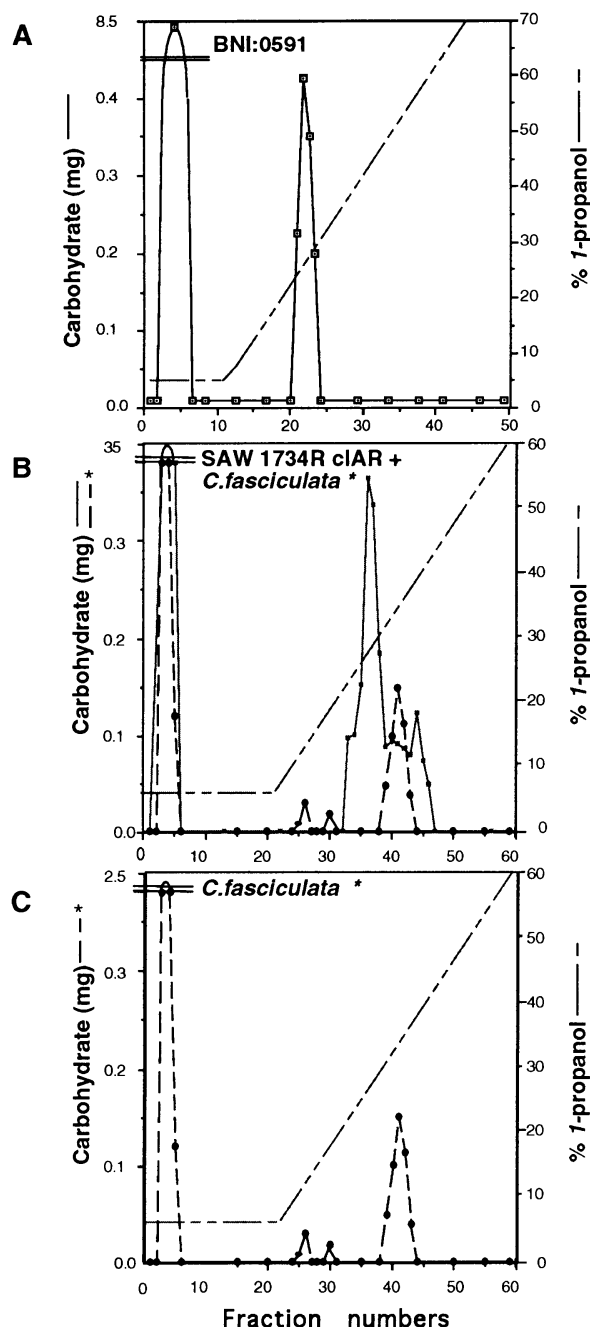 A
BNI:0591
8.5
0.4
0.3
0.2
0.1
0.0
Carbohydrate (mg)
70
60
50
40
30
20
10
0
% 1-propanol
0 10 20 30 40 50
B
SAW 1734R clAR +
C.fasciculata *
35
0.3
0.2
0.1
0.0
Carbohydrate (mg)
*
60
50
40
30
20
10
0
% 1-propanol
0 10 20 30 40 50 60
C
C.fasciculata *
2.5
0.3
0.2
0.1
0.0
Carbohydrate (mg)
*
60
50
40
30
20
10
0
% 1-propanol
0 10 20 30 40 50 60
Fraction numbers